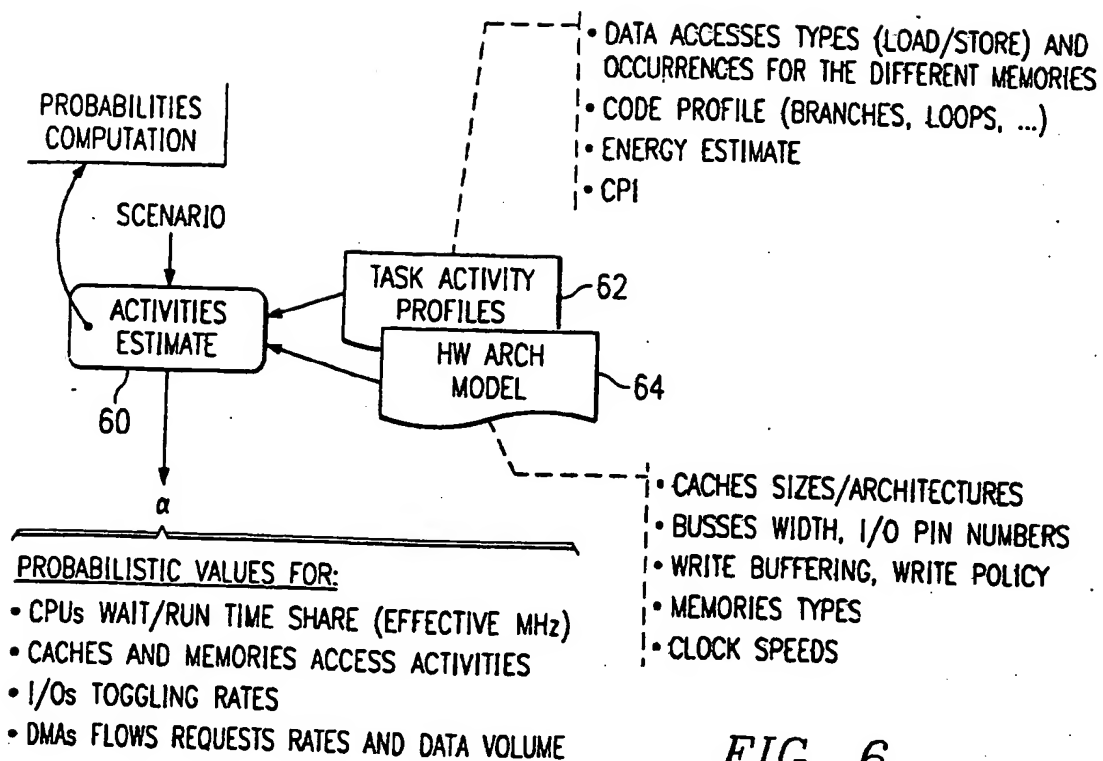 • DATA ACCESSES TYPES (LOAD/STORE) AND
OCCURRENCES FOR THE DIFFERENT MEMORIES
• CODE PROFILE (BRANCHES, LOOPS, ...)
• ENERGY ESTIMATE
• CPI
PROBABILITIES
COMPUTATION
SCENARIO
TASK ACTIVITY
PROFILES
62
ACTIVITIES
ESTIMATE
60
HW ARCH
MODEL
64
α
• CACHES SIZES/ARCHITECTURES
• BUSSES WIDTH, I/O PIN NUMBERS
• WRITE BUFFERING, WRITE POLICY
• MEMORIES TYPES
• CLOCK SPEEDS
PROBABILISTIC VALUES FOR:
• CPUs WAIT/RUN TIME SHARE (EFFECTIVE MHz)
• CACHES AND MEMORIES ACCESS ACTIVITIES
• I/Os TOGGLING RATES
• DMAs FLOWS REQUESTS RATES AND DATA VOLUME
FIG. 6